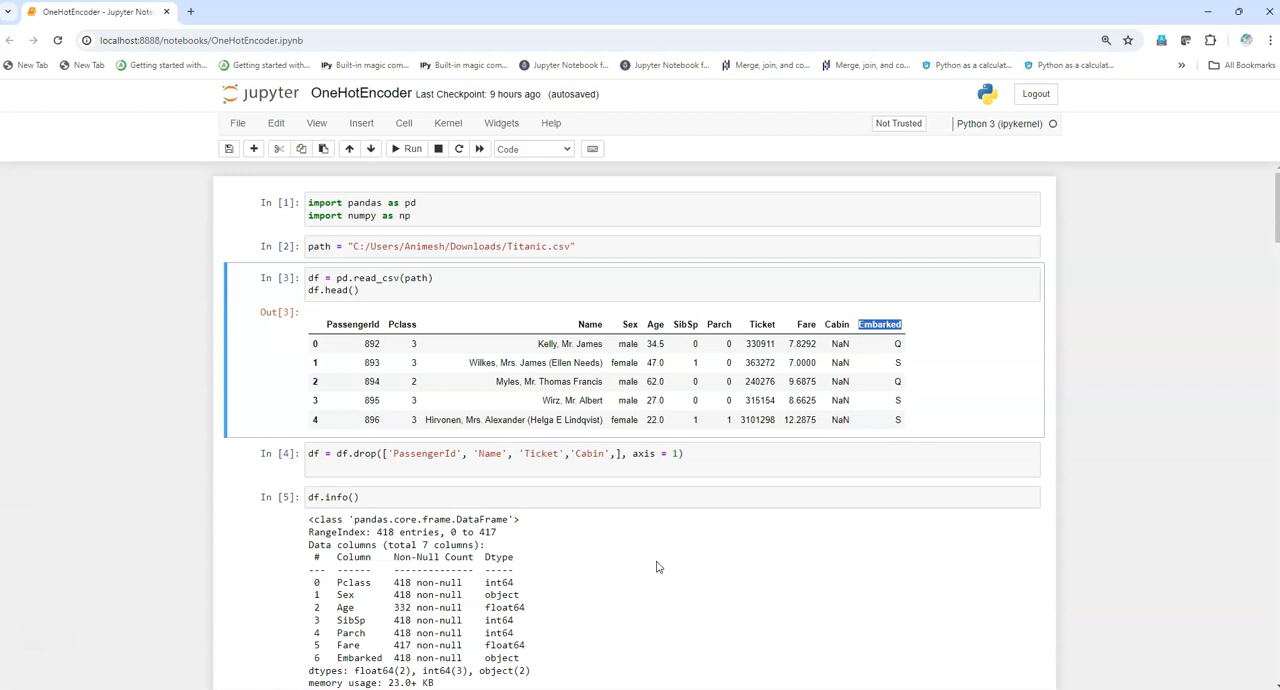 OneHotEncoder - Jupyter Note
localhost:8888/notebooks/OneHotEncoder.ipynb
New Tab New Tab Getting started with... Getting started with... IPy Built-in magic com... IPy Built-in magic com... Jupyter Notebook f... Jupyter Notebook f... Merge, join, and co... Merge, join, and co... Python as a calculat... Python as a calculat... » All Bookmarks
jupyter OneHotEncoder Last Checkpoint: 9 hours ago (autosaved) Logout
File Edit View Insert Cell Kernel Widgets Help Not Trusted Python 3 (ipykernel)
Run Code
In [1]: import pandas as pd
import numpy as np
In [2]: path = "C:/Users/Animesh/Downloads/Titanic.csv"
In [3]: df = pd.read_csv(path)
df.head()
Out[3]:
PassengerId Pclass Name Sex Age SibSp Parch Ticket Fare Cabin Embarked
0 892 3 Kelly, Mr. James male 34.5 0 0 330911 7.8292 NaN Q
1 893 3 Wilkes, Mrs. James (Ellen Needs) female 47.0 1 0 363272 7.0000 NaN S
2 894 2 Myles, Mr. Thomas Francis male 62.0 0 0 240276 9.6875 NaN Q
3 895 3 Wirz, Mr. Albert male 27.0 0 0 315154 8.6625 NaN S
4 896 3 Hirvonen, Mrs. Alexander (Helga E Lindqvist) female 22.0 1 1 3101298 12.2875 NaN S
In [4]: df = df.drop(['PassengerId', 'Name', 'Ticket','Cabin',], axis = 1)
In [5]: df.info()
<class 'pandas.core.frame.DataFrame'>
RangeIndex: 418 entries, 0 to 417
Data columns (total 7 columns):
# Column Non-Null Count Dtype
--- ------ -------------- -----
0 Pclass 418 non-null int64
1 Sex 418 non-null object
2 Age 332 non-null float64
3 SibSp 418 non-null int64
4 Parch 418 non-null int64
5 Fare 417 non-null float64
6 Embarked 418 non-null object
dtypes: float64(2), int64(3), object(2)
memory usage: 23.0+ KB